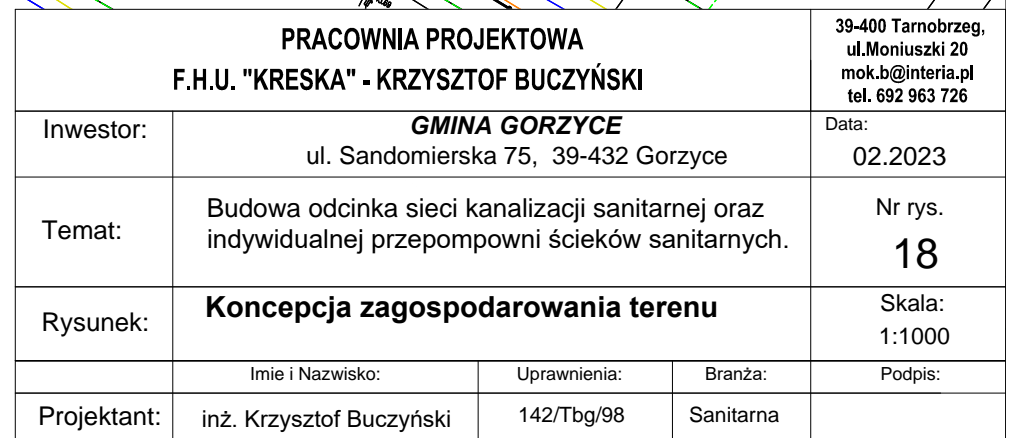 PRACOWNIA PROJEKTOWA
F.H.U. "KRESKA" - KRZYSZTOF BUCZYŃSKI
39-400 Tarnobrzeg,
ul.Moniuszki 20
mok.b@interia.pl
tel. 692 963 726
Inwestor:
GMINA GORZYCE
ul. Sandomierska 75, 39-432 Gorzyce
Data:
02.2023
Temat:
Budowa odcinka sieci kanalizacji sanitarnej oraz
indywidualnej przepompowni ścieków sanitarnych.
Nr rys.
18
Rysunek:
Koncepcja zagospodarowania terenu
Skala:
1:1000
Imie i Nazwisko: Uprawnienia: Branża: Podpis:
Projektant: inż. Krzysztof Buczyński 142/Tbg/98 Sanitarna